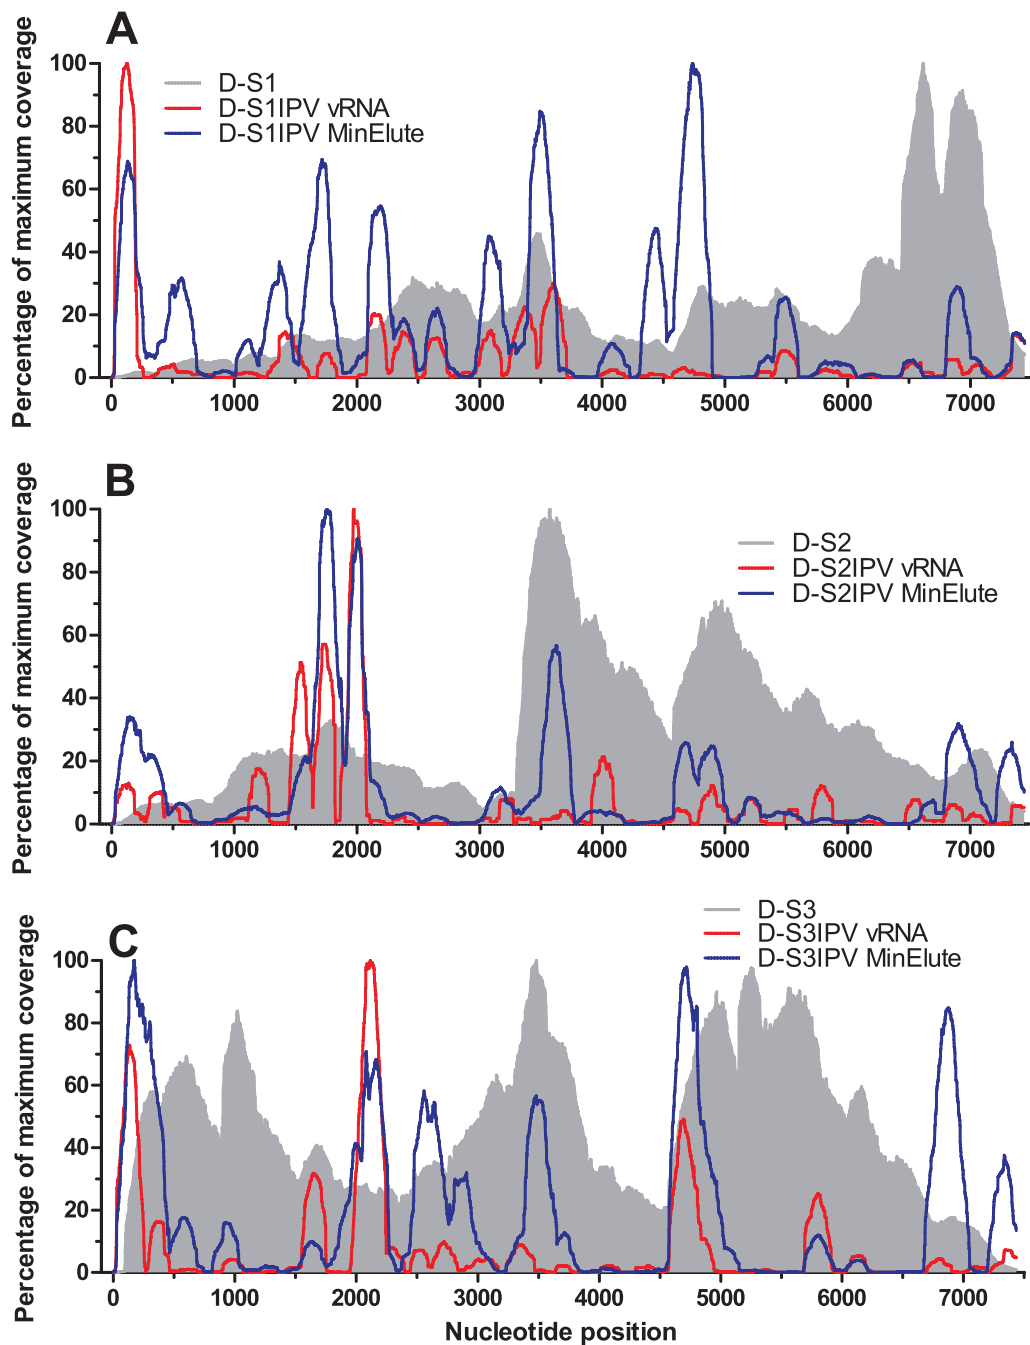 A
Percentage of maximum coverage
100
80
60
40
20
0
D-S1
D-S1IPV vRNA
D-S1IPV MinElute
0 1000 2000 3000 4000 5000 6000 7000
B
Percentage of maximum coverage
100
80
60
40
20
0
D-S2
D-S2IPV vRNA
D-S2IPV MinElute
0 1000 2000 3000 4000 5000 6000 7000
C
Percentage of maximum coverage
100
80
60
40
20
0
D-S3
D-S3IPV vRNA
D-S3IPV MinElute
0 1000 2000 3000 4000 5000 6000 7000
Nucleotide position